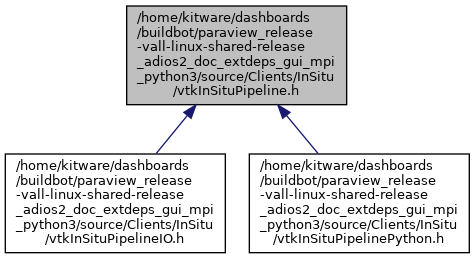 /home/kitware/dashboards
/buildbot/paraview_release
-vall-linux-shared-release
_adios2_doc_extdeps_gui_mpi
_python3/source/Clients/InSitu
/vtkInSituPipeline.h
/home/kitware/dashboards
/buildbot/paraview_release
-vall-linux-shared-release
_adios2_doc_extdeps_gui_mpi
_python3/source/Clients/InSitu
/vtkInSituPipelineIO.h
/home/kitware/dashboards
/buildbot/paraview_release
-vall-linux-shared-release
_adios2_doc_extdeps_gui_mpi
_python3/source/Clients/InSitu
/vtkInSituPipelinePython.h